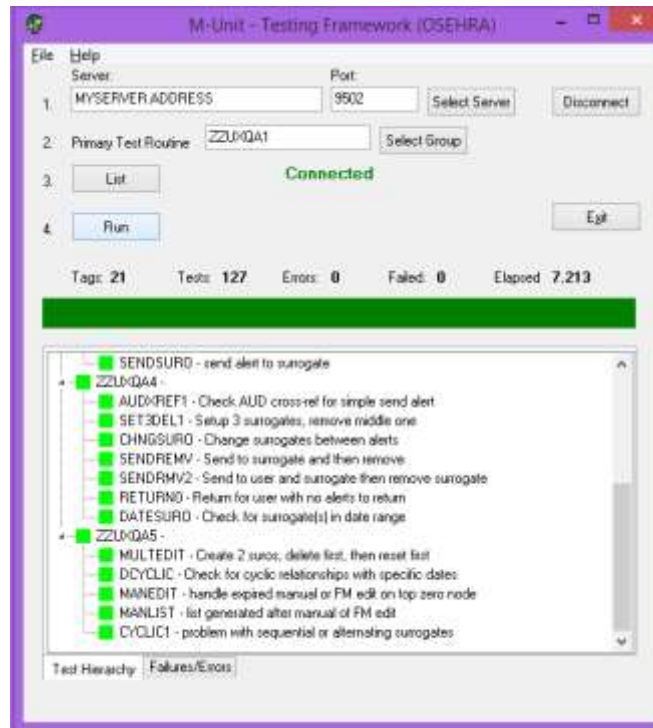 M-Unit - Testing Framework (OSEHRA)
File Help
Server: Port:
1. MYSERVER.ADDRESS 9502 Select Server Disconnect
2. Primary Test Routine ZZUXQA1 Select Group
3. List Connected
4. Run Exit
Tags: 21 Tests: 127 Errors: 0 Failed: 0 Elapsed 7.213
SENDSURO - send alert to surrogate
ZZUXQA4 -
AUDXREF1 - Check AUD cross-ref for simple send alert
SET3DEL1 - Setup 3 surrogates, remove middle one
CHNGSURO - Change surrogates between alerts
SENDREMV - Send to surrogate and then remove
SENDRMV2 - Send to user and surrogate then remove surrogate
RETURN0 - Return for user with no alerts to return
DATESURO - Check for surrogate(s) in date range
ZZUXQA5 -
MULTEDIT - Create 2 suros, delete first, then reset first
DCYCLIC - Check for cyclic relationships with specific dates
MANEDIT - handle expired manual or FM edit on top zero node
MANLIST - list generated after manual of FM edit
CYCLIC1 - problem with sequential or alternating surrogates
Test Hierarchy Failures/Errors